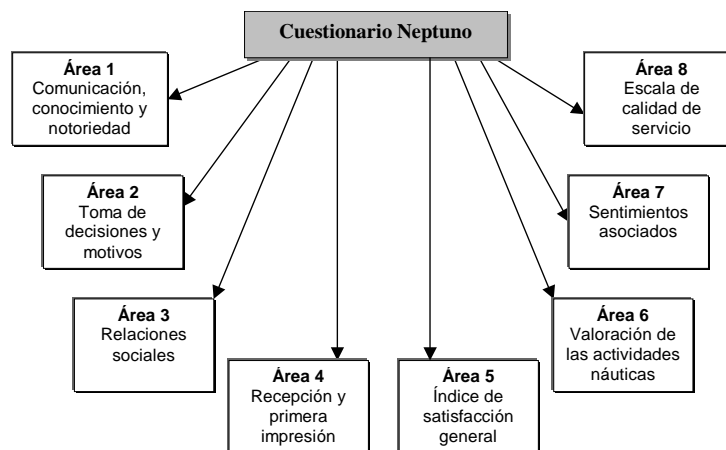 Cuestionario Neptuno
Área 1
Comunicación,
conocimiento y
notoriedad
Área 2
Toma de
decisiones y
motivos
Área 3
Relaciones
sociales
Área 4
Recepción y
primera
impresión
Área 5
Índice de
satisfacción
general
Área 6
Valoración de
las actividades
náuticas
Área 7
Sentimientos
asociados
Área 8
Escala de
calidad de
servicio